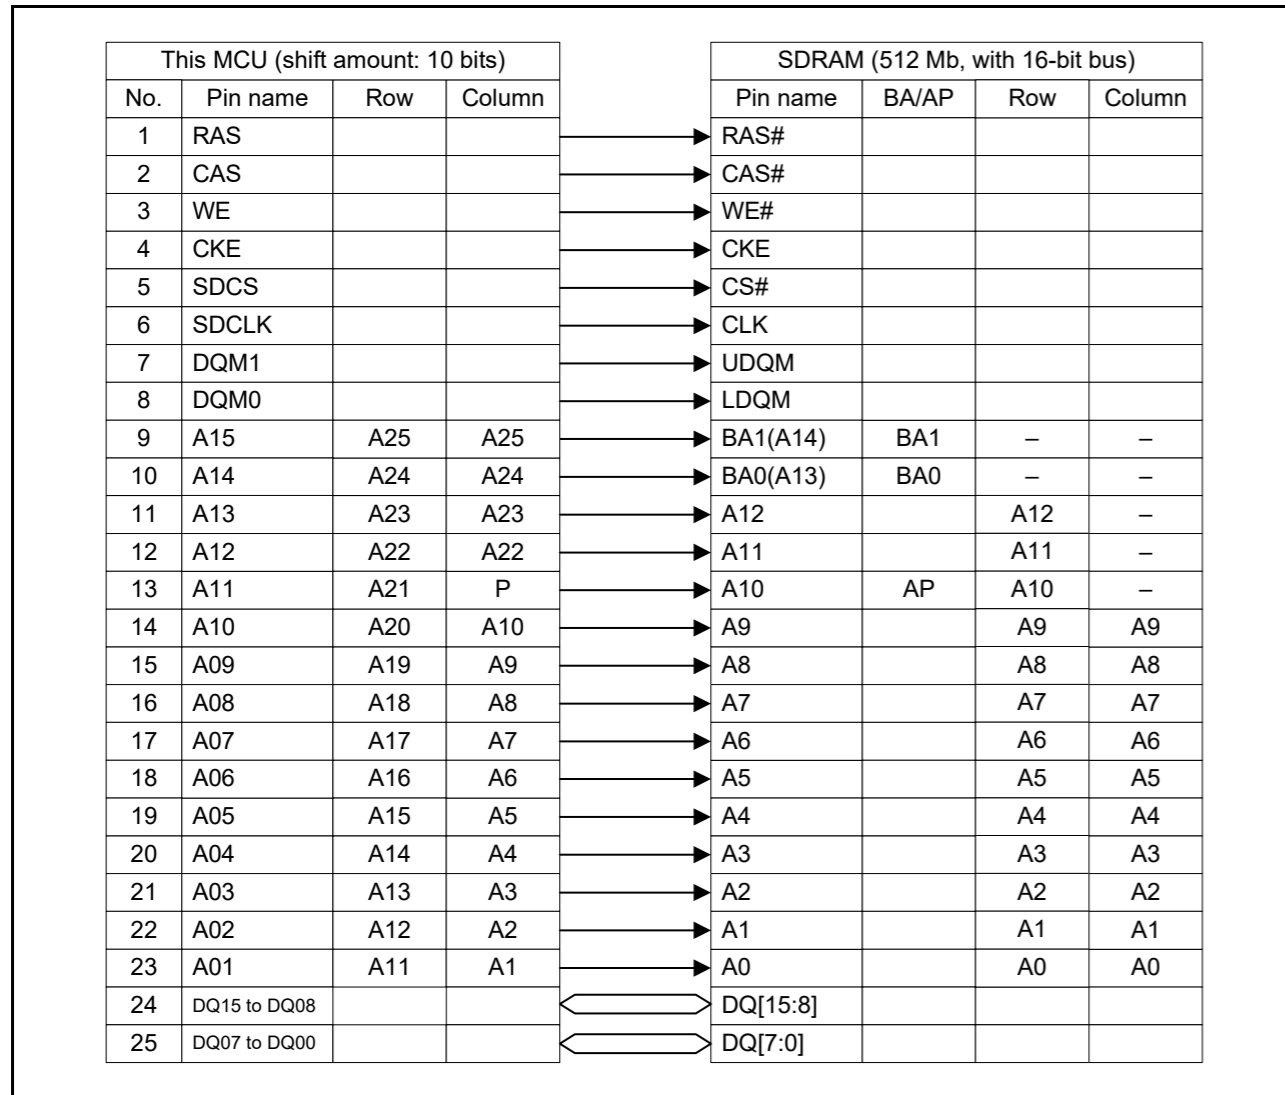 This MCU (shift amount: 10 bits) SDRAM (512 Mb, with 16-bit bus)
No. Pin name Row Column Pin name BA/AP Row Column
1 RAS RAS#
2 CAS CAS#
3 WE WE#
4 CKE CKE
5 SDCS CS#
6 SDCLK CLK
7 DQM1 UDQM
8 DQM0 LDQM
9 A15 A25 A25 BA1(A14) BA1 – –
10 A14 A24 A24 BA0(A13) BA0 – –
11 A13 A23 A23 A12 A12 –
12 A12 A22 A22 A11 A11 –
13 A11 A21 P A10 AP A10 –
14 A10 A20 A10 A9 A9 A9
15 A09 A19 A9 A8 A8 A8
16 A08 A18 A8 A7 A7 A7
17 A07 A17 A7 A6 A6 A6
18 A06 A16 A6 A5 A5 A5
19 A05 A15 A5 A4 A4 A4
20 A04 A14 A4 A3 A3 A3
21 A03 A13 A3 A2 A2 A2
22 A02 A12 A2 A1 A1 A1
23 A01 A11 A1 A0 A0 A0
24 DQ15 to DQ08 DQ[15:8]
25 DQ07 to DQ00 DQ[7:0]